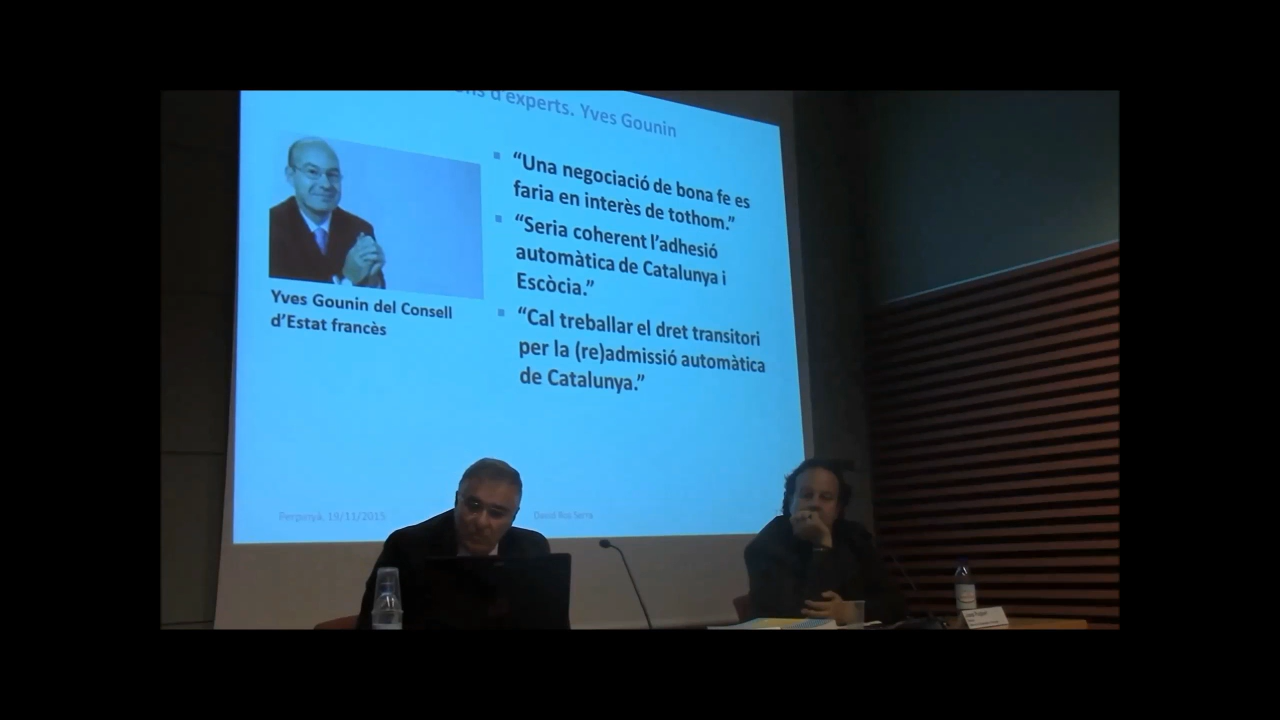 d'experts. Yves Gounin
"Una negociació de bona fe es
faria en interès de tothom."
"Seria coherent l'adhesió
automàtica de Catalunya i
Escòcia."
"Cal treballar el dret transitori
per la (re)admissió automàtica
de Catalunya."
Yves Gounin del Consell
d'Estat francès
Perpinyà, 19/11/2015
David Ros Serra